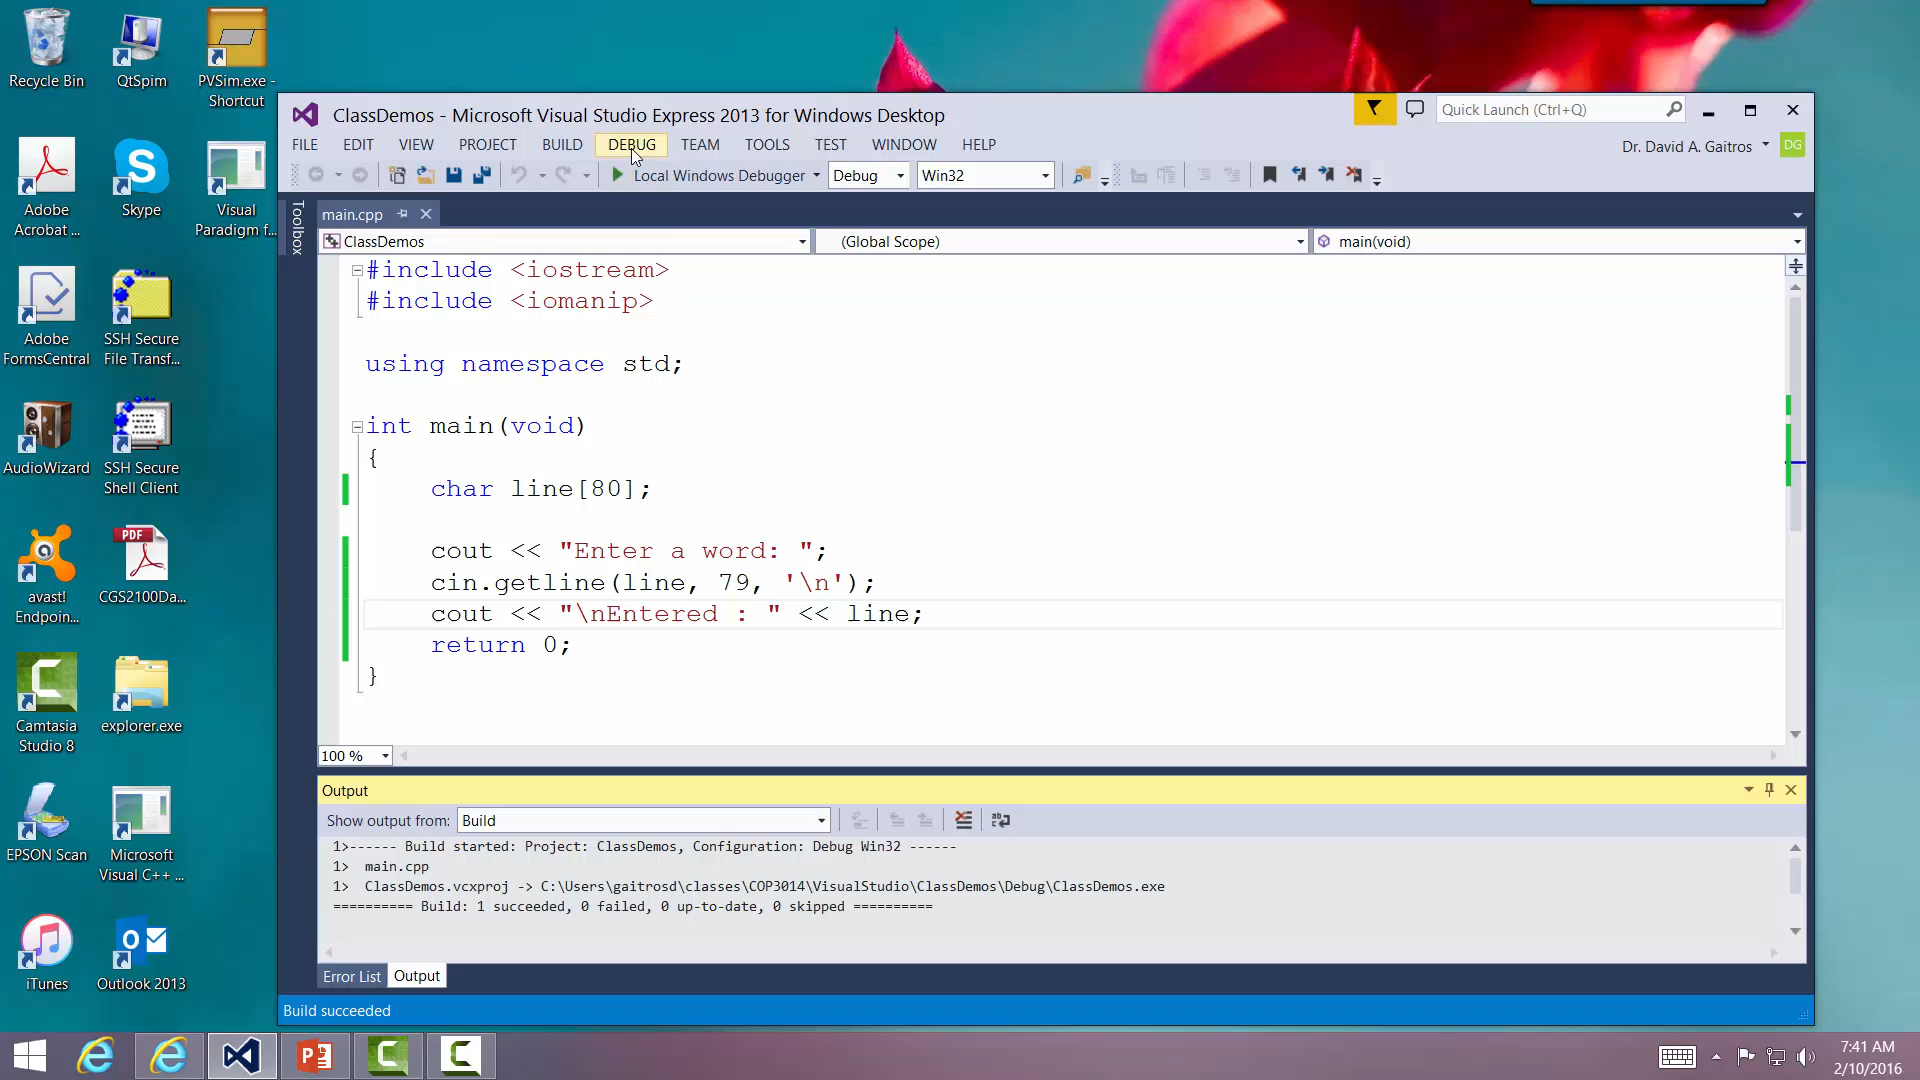 Recycle Bin
QtSpim
PVSim.exe -
Shortcut
Adobe
Acrobat ...
Skype
Visual
Paradigm f...
Adobe
FormsCentral
SSH Secure
File Transf...
AudioWizard
SSH Secure
Shell Client
avast!
Endpoin...
PDF
CGS2100Da...
Camtasia
Studio 8
explorer.exe
EPSON Scan
Microsoft
Visual C++ ...
iTunes
Outlook 2013
ClassDemos - Microsoft Visual Studio Express 2013 for Windows Desktop
Quick Launch (Ctrl+Q)
FILE EDIT VIEW PROJECT BUILD DEBUG TEAM TOOLS TEST WINDOW HELP
Dr. David A. Gaitros DG
Local Windows Debugger Debug Win32
Toolbox
main.cpp
ClassDemos (Global Scope) main(void)
#include <iostream>
#include <iomanip>
using namespace std;
int main(void)
{
char line[80];
cout << "Enter a word: ";
cin.getline(line, 79, '\n');
cout << "\nEntered : " << line;
return 0;
}
100 %
Output
Show output from: Build
1>------ Build started: Project: ClassDemos, Configuration: Debug Win32 ------
1> main.cpp
1> ClassDemos.vcxproj -> C:\Users\gaitrosd\classes\COP3014\VisualStudio\ClassDemos\Debug\ClassDemos.exe
========== Build: 1 succeeded, 0 failed, 0 up-to-date, 0 skipped ==========
Error List Output
Build succeeded
7:41 AM
2/10/2016